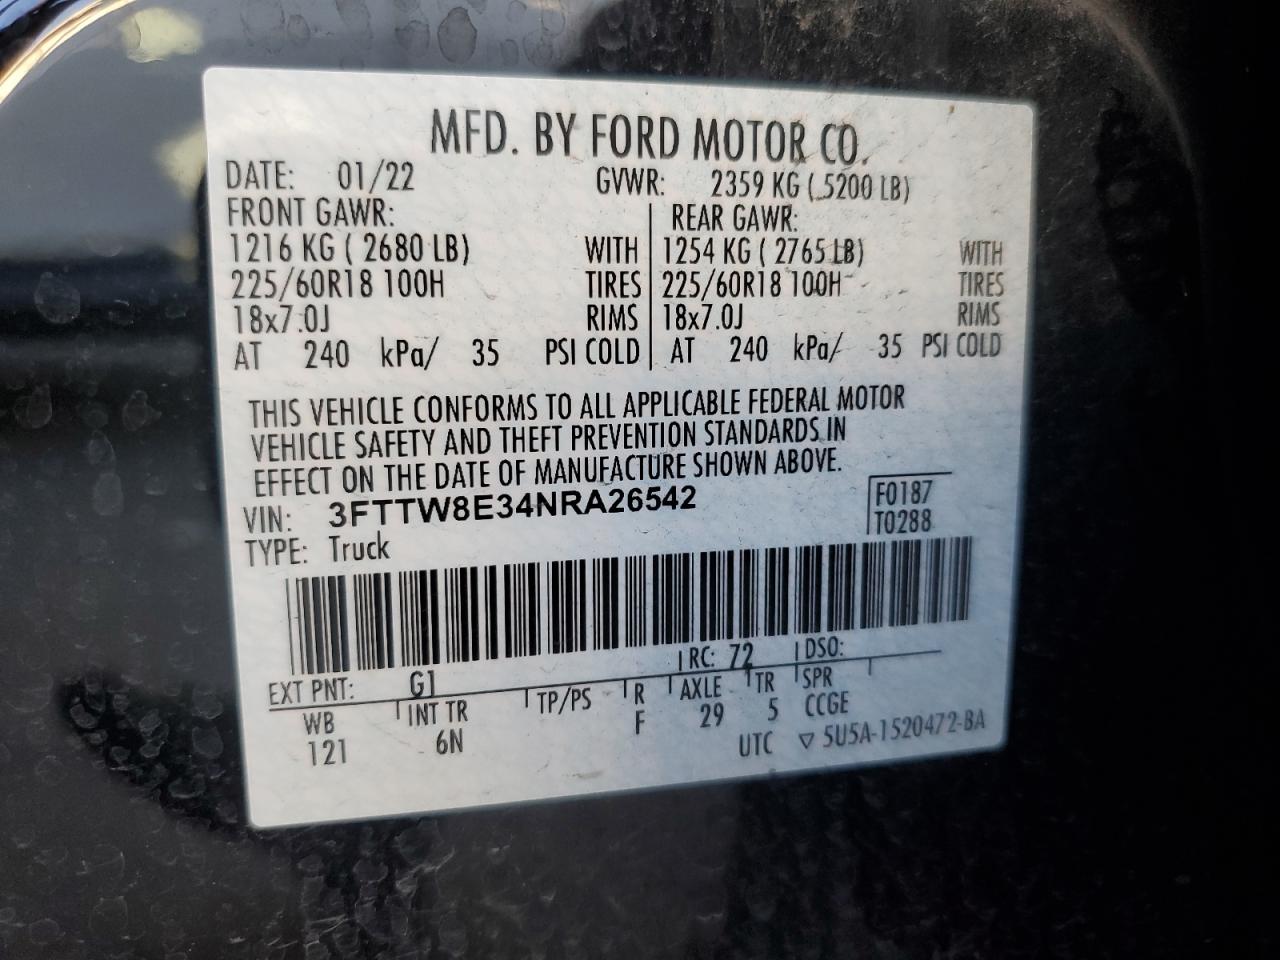 MFD. BY FORD MOTOR CO.
DATE: 01/22 GVWR: 2359 KG ( 5200 LB)
FRONT GAWR: REAR GAWR:
1216 KG ( 2680 LB) WITH 1254 KG ( 2765 LB) WITH
225/60R18 100H TIRES 225/60R18 100H TIRES
18x7.0J RIMS 18x7.0J RIMS
AT 240 kPa/ 35 PSI COLD AT 240 kPa/ 35 PSI COLD
THIS VEHICLE CONFORMS TO ALL APPLICABLE FEDERAL MOTOR
VEHICLE SAFETY AND THEFT PREVENTION STANDARDS IN
EFFECT ON THE DATE OF MANUFACTURE SHOWN ABOVE.
VIN: 3FTTW8E34NRA26542 F0187
TYPE: Truck T0288
EXT PNT: G1 RC: 72 DSO:
WB INT TR TP/PS R AXLE TR SPR
121 6N F 29 5 CCGE
UTC ▽ 5U5A-1520472-BA